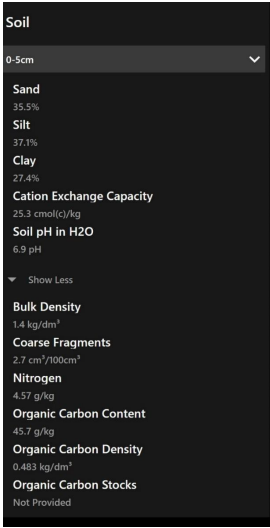 Soil
0-5cm
Sand
35.5%
Silt
37.1%
Clay
27.4%
Cation Exchange Capacity
25.3 cmol(c)/kg
Soil pH in H2O
6.9 pH
Show Less
Bulk Density
1.4 kg/dm³
Coarse Fragments
2.7 cm³/100cm³
Nitrogen
4.57 g/kg
Organic Carbon Content
45.7 g/kg
Organic Carbon Density
0.483 kg/dm³
Organic Carbon Stocks
Not Provided